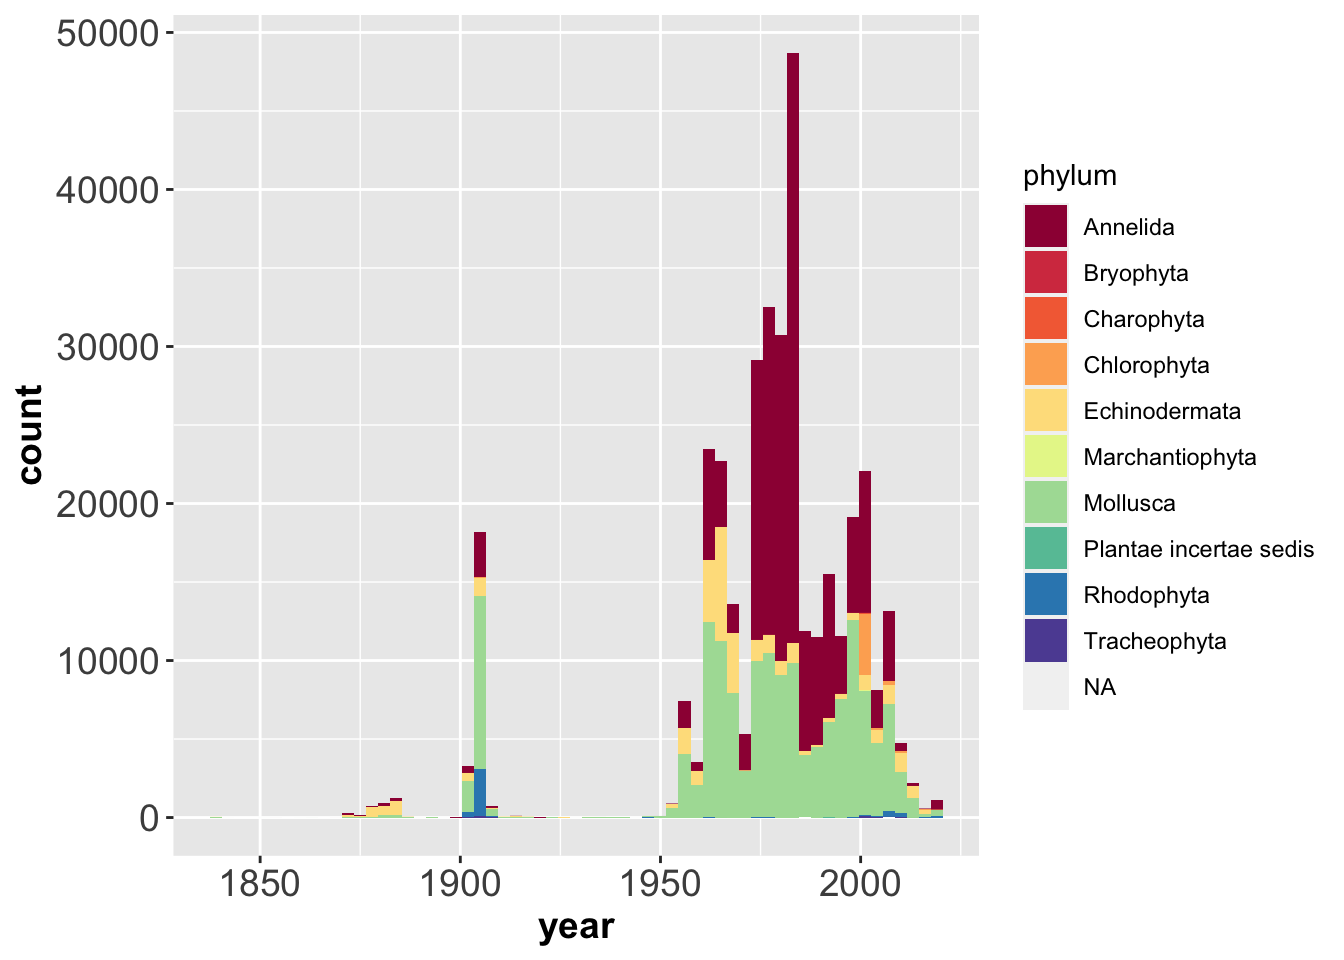 50000
40000
30000
20000
10000
0
count
1850
1900
1950
2000
year
phylum
Annelida
Bryophyta
Charophyta
Chlorophyta
Echinodermata
Marchantiophyta
Mollusca
Plantae incertae sedis
Rhodophyta
Tracheophyta
NA